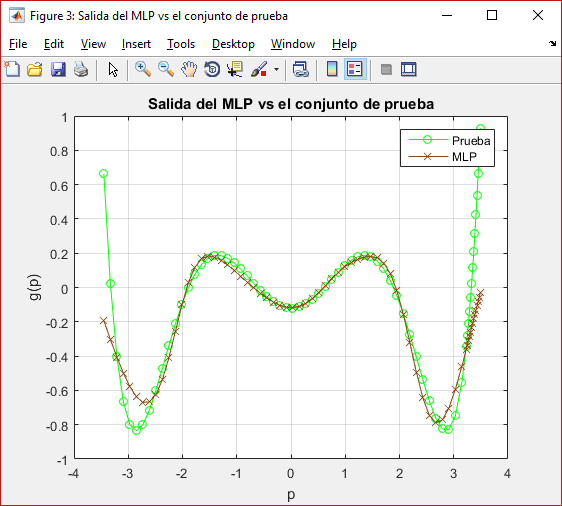 Figure 3: Salida del MLP vs el conjunto de prueba
File Edit View Insert Tools Desktop Window Help
Salida del MLP vs el conjunto de prueba
1
0.8
0.6
0.4
0.2
0
-0.2
-0.4
-0.6
-0.8
-1
g(p)
Prueba
MLP
-4 -3 -2 -1 0 1 2 3 4
p